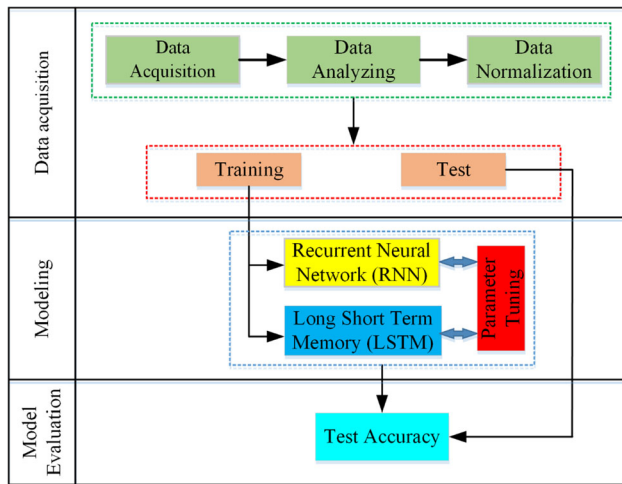 Data acquisition
Data
Acquisition
Data
Analyzing
Data
Normalization
Training
Test
Modeling
Recurrent Neural
Network (RNN)
Long Short Term
Memory (LSTM)
Parameter
Tuning
Model
Evaluation
Test Accuracy